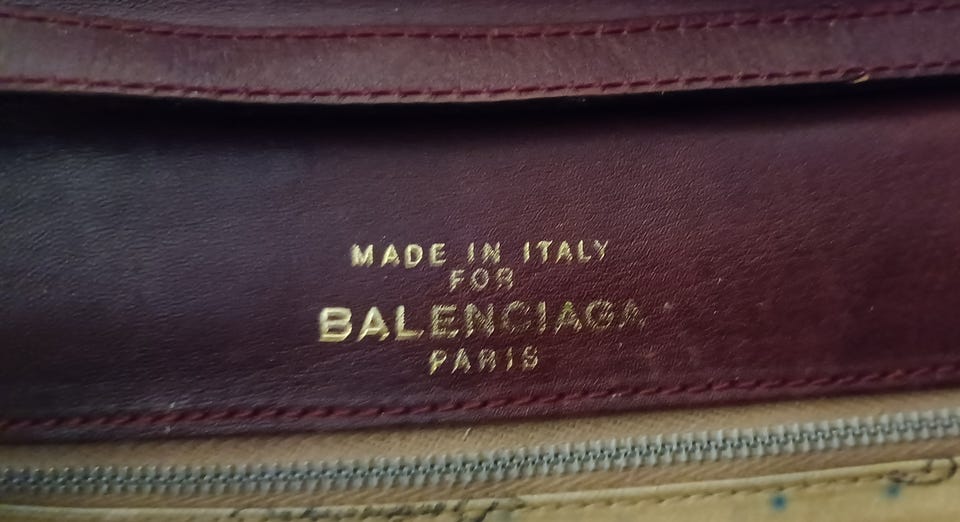 MADE IN ITALY
FOR
BALENCIAGA
PARIS